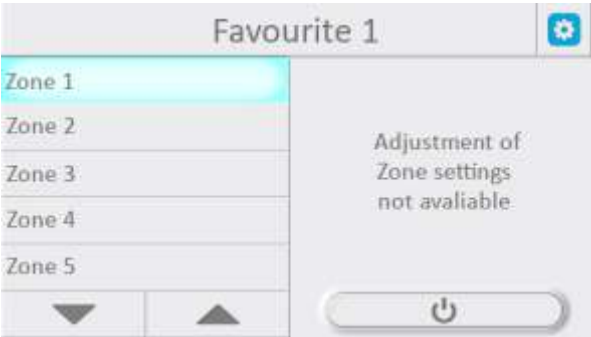 Favourite 1
Zone 1
Zone 2
Zone 3
Zone 4
Zone 5
Adjustment of
Zone settings
not avaliable